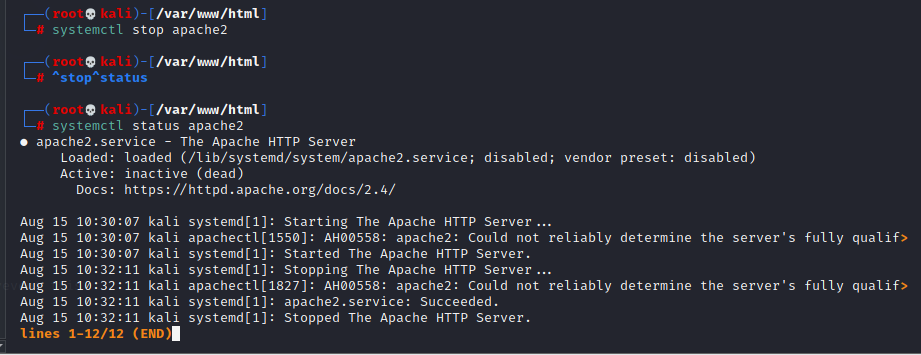 ┌──(root💀kali)-[/var/www/html]
└─# systemctl stop apache2
┌──(root💀kali)-[/var/www/html]
└─# ^stop^status
┌──(root💀kali)-[/var/www/html]
└─# systemctl status apache2
● apache2.service - The Apache HTTP Server
     Loaded: loaded (/lib/systemd/system/apache2.service; disabled; vendor preset: disabled)
     Active: inactive (dead)
       Docs: https://httpd.apache.org/docs/2.4/
Aug 15 10:30:07 kali systemd[1]: Starting The Apache HTTP Server...
Aug 15 10:30:07 kali apachectl[1550]: AH00558: apache2: Could not reliably determine the server's fully qualif>
Aug 15 10:30:07 kali systemd[1]: Started The Apache HTTP Server.
Aug 15 10:32:11 kali systemd[1]: Stopping The Apache HTTP Server...
Aug 15 10:32:11 kali apachectl[1827]: AH00558: apache2: Could not reliably determine the server's fully qualif>
Aug 15 10:32:11 kali systemd[1]: apache2.service: Succeeded.
Aug 15 10:32:11 kali systemd[1]: Stopped The Apache HTTP Server.
lines 1-12/12 (END)